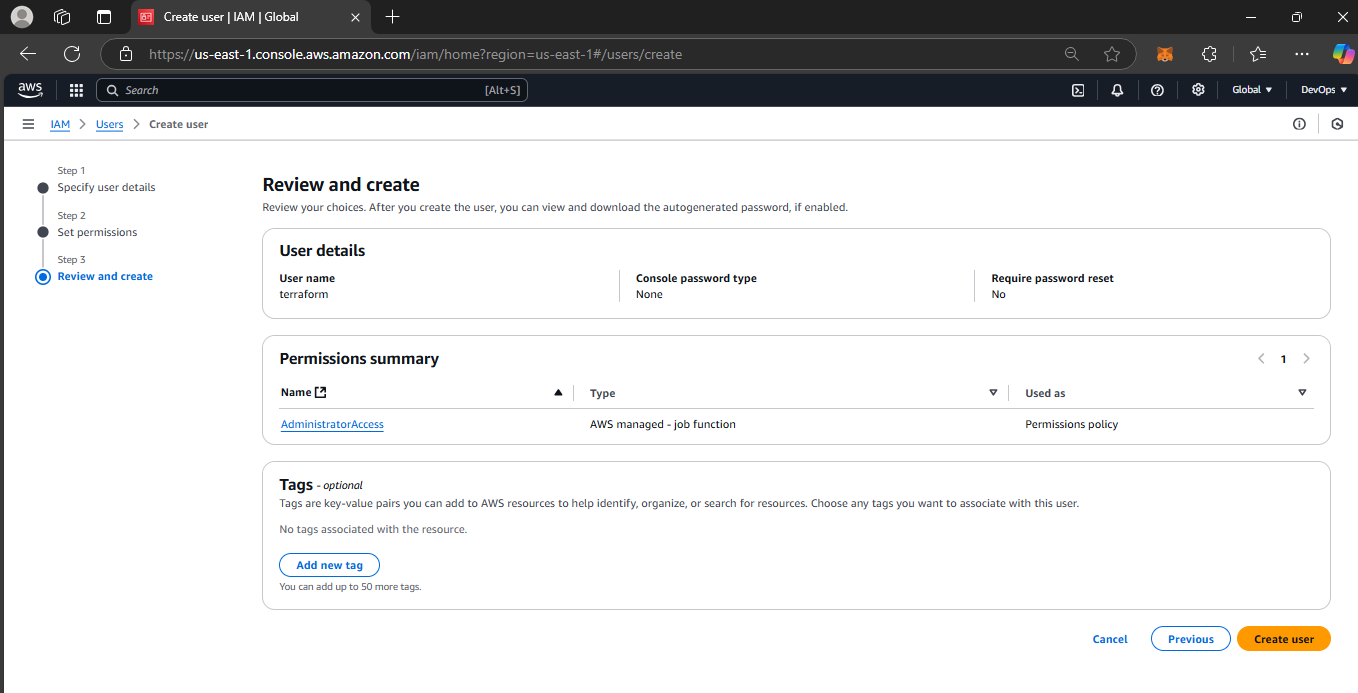 Create user | IAM | Global
https://us-east-1.console.aws.amazon.com/iam/home?region=us-east-1#/users/create
aws
Search
[Alt+S]
Global
DevOps
IAM
Users
Create user
Step 1
Specify user details
Step 2
Set permissions
Step 3
Review and create
Review and create
Review your choices. After you create the user, you can view and download the autogenerated password, if enabled.
User details
User name
terraform
Console password type
None
Require password reset
No
Permissions summary
1
Name
Type
Used as
AdministratorAccess
AWS managed - job function
Permissions policy
Tags - optional
Tags are key-value pairs you can add to AWS resources to help identify, organize, or search for resources. Choose any tags you want to associate with this user.
No tags associated with the resource.
Add new tag
You can add up to 50 more tags.
Cancel
Previous
Create user